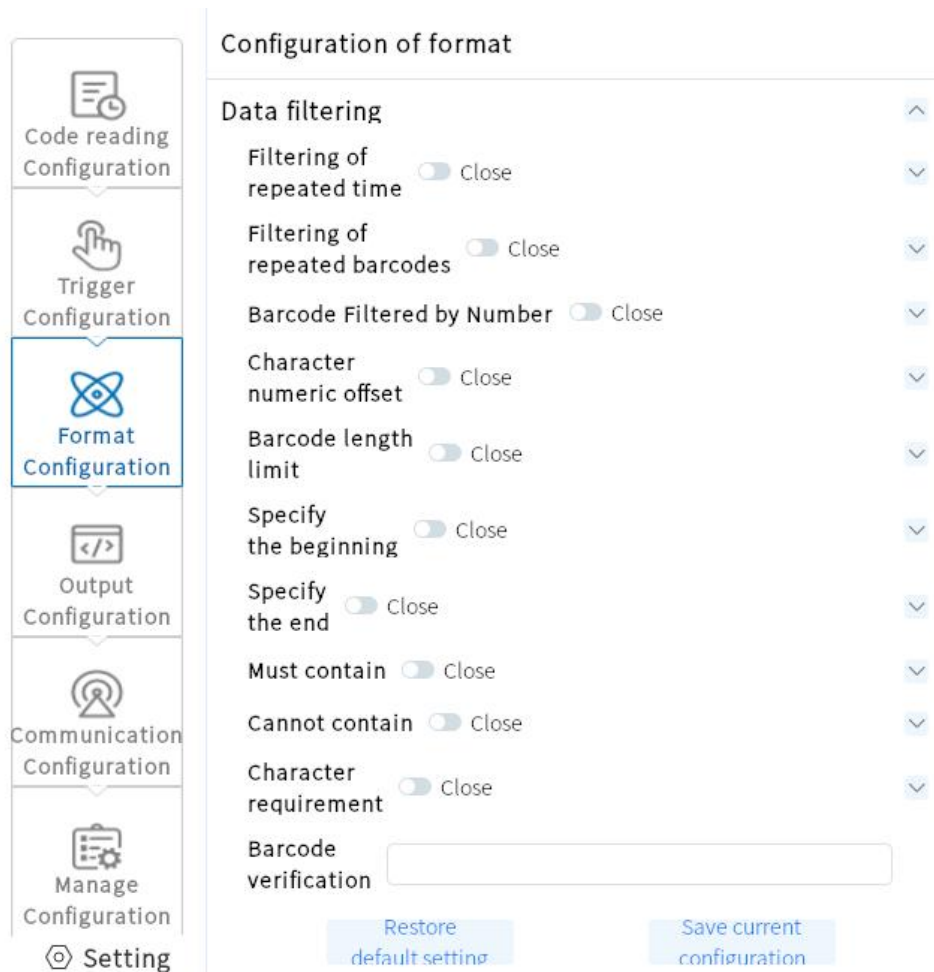 Code reading
Configuration
Trigger
Configuration
Format
Configuration
Output
Configuration
Communication
Configuration
Manage
Configuration
Setting
Configuration of format
Data filtering
Filtering of
repeated time
Close
Filtering of
repeated barcodes
Close
Barcode Filtered by Number Close
Character
numeric offset
Close
Barcode length
limit
Close
Specify
the beginning
Close
Specify
the end
Close
Must contain Close
Cannot contain Close
Character
requirement
Close
Barcode
verification
Restore
default setting
Save current
configuration